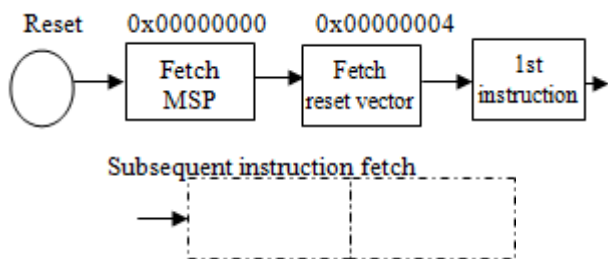 Reset 0x00000000 0x00000004
Fetch
MSP
Fetch
reset vector
1st
instruction
Subsequent instruction fetch